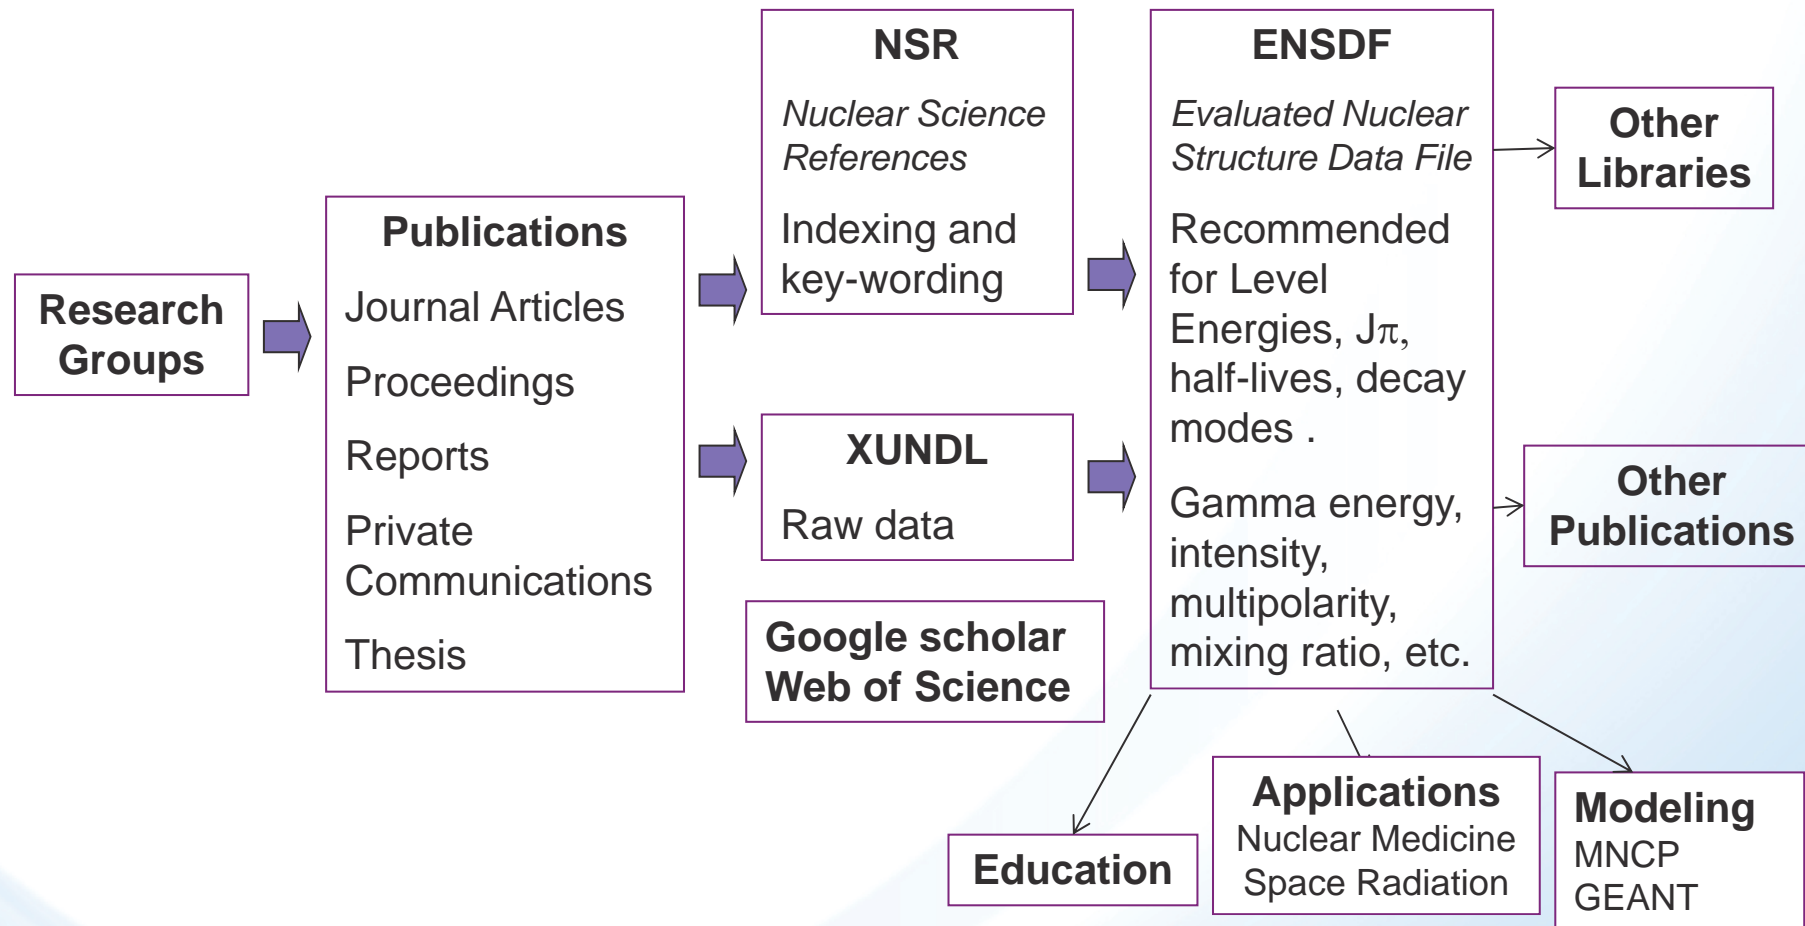 Research
Groups
Publications
Journal Articles
Proceedings
Reports
Private
Communications
Thesis
NSR
Nuclear Science
References
Indexing and
key-wording
XUNDL
Raw data
Google scholar
Web of Science
ENSDF
Evaluated Nuclear
Structure Data File
Recommended
for Level
Energies, Jπ,
half-lives, decay
modes .
Gamma energy,
intensity,
multipolarity,
mixing ratio, etc.
Other
Libraries
Other
Publications
Education
Applications
Nuclear Medicine
Space Radiation
Modeling
MNCP
GEANT